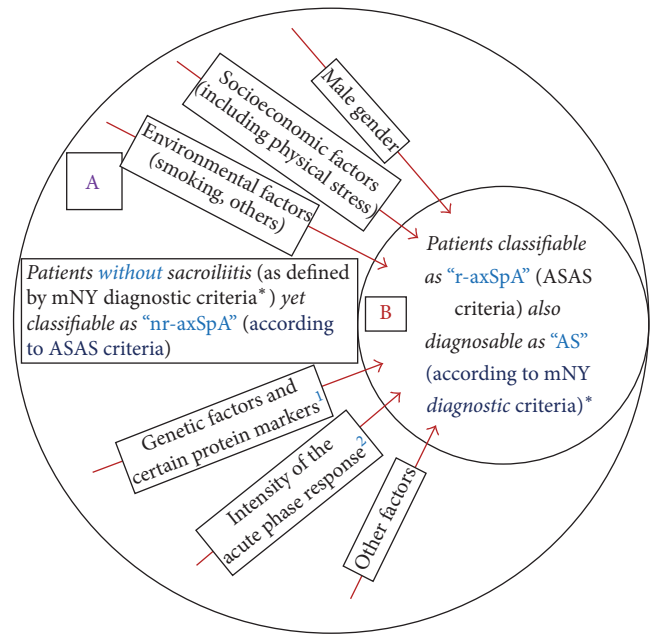 Male gender
Socioeconomic factors
(including physical stress)
Environmental factors
(smoking, others)
A
Patients without sacroiliitis (as defined
by mNY diagnostic criteria*) yet
classifiable as “nr-axSpA” (according
to ASAS criteria)
B
Patients classifiable
as “r-axSpA” (ASAS
criteria) also
diagnosable as “AS”
(according to mNY
diagnostic criteria)*
Genetic factors and
certain protein markers¹
Intensity of the
acute phase response²
Other factors